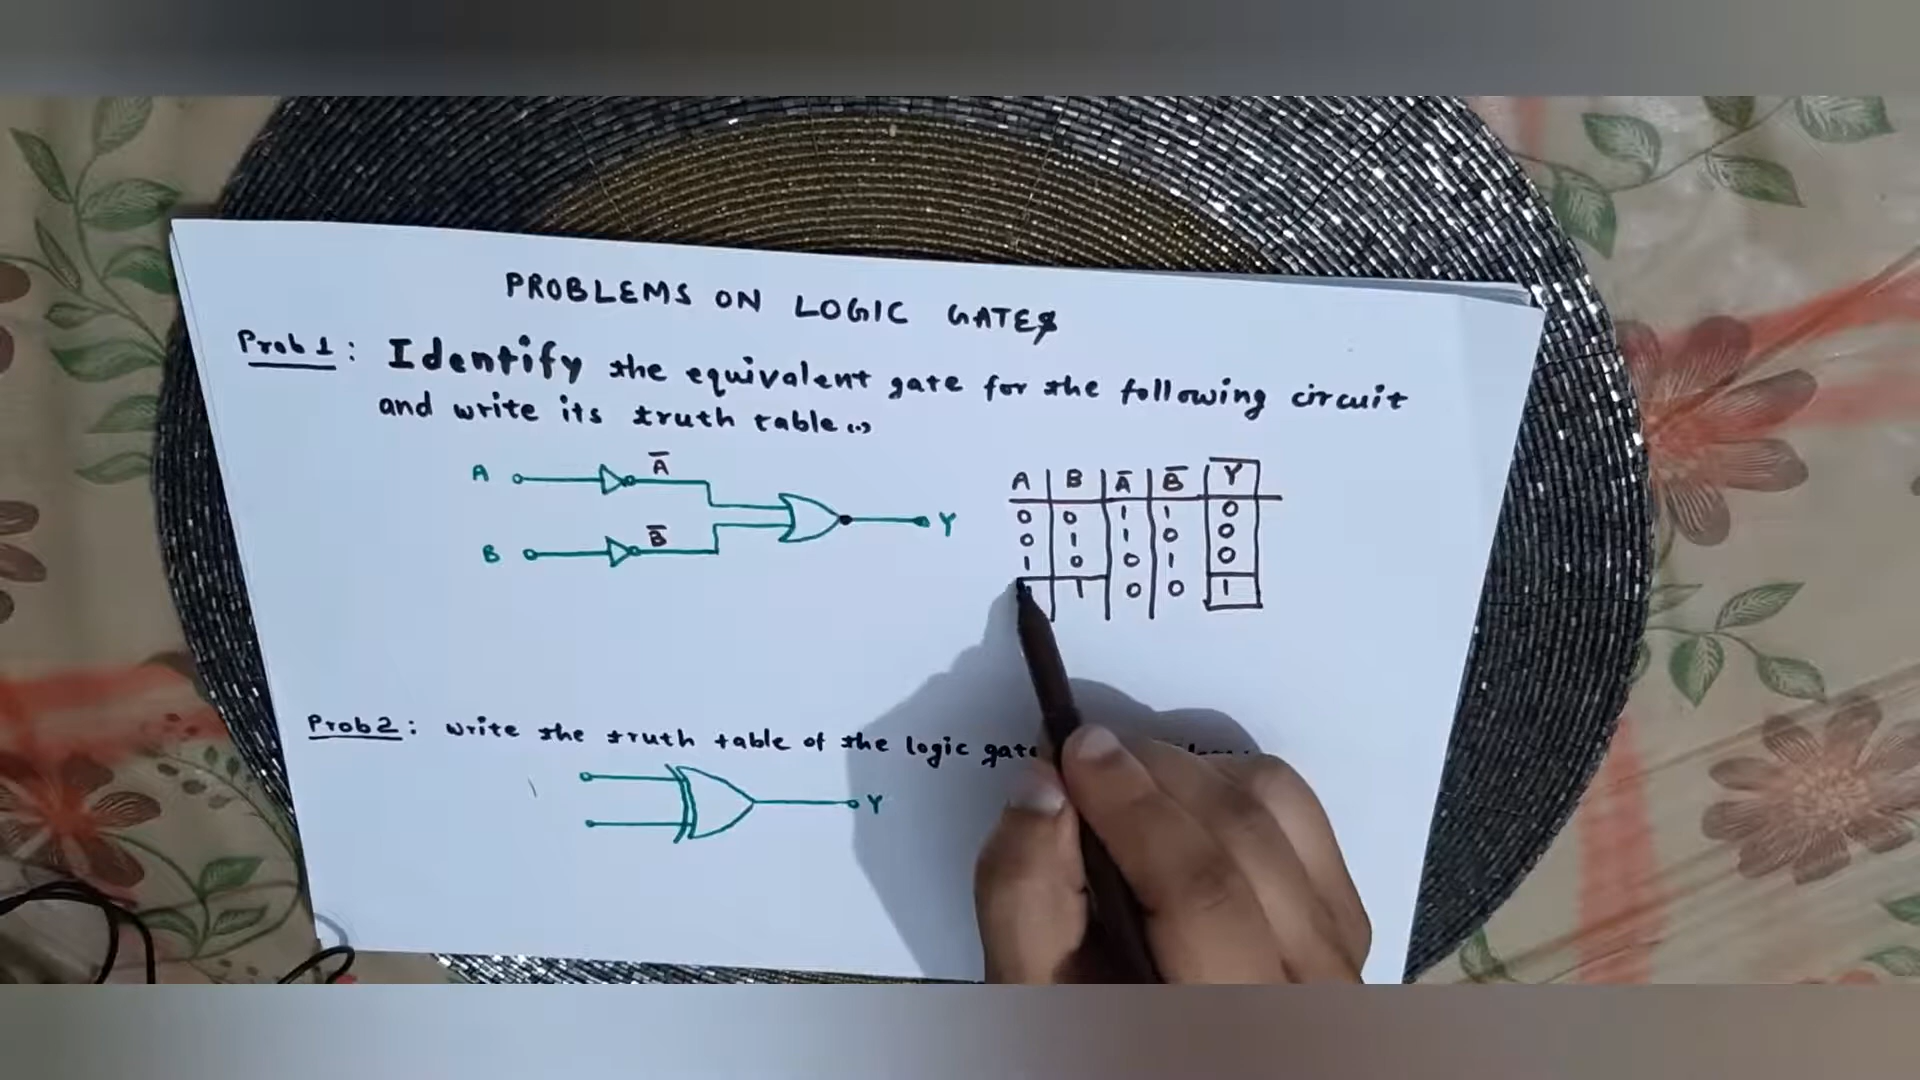 PROBLEMS ON LOGIC GATES
Prob 1: Identify the equivalent gate for the following circuit
and write its truth table.
A Ā
B B̄
Y
A B Ā B̄ Y
0 0 1 1 0
0 1 1 0 0
1 0 0 1 0
1 0 0 1
Prob 2: write the truth table of the logic gate
Y